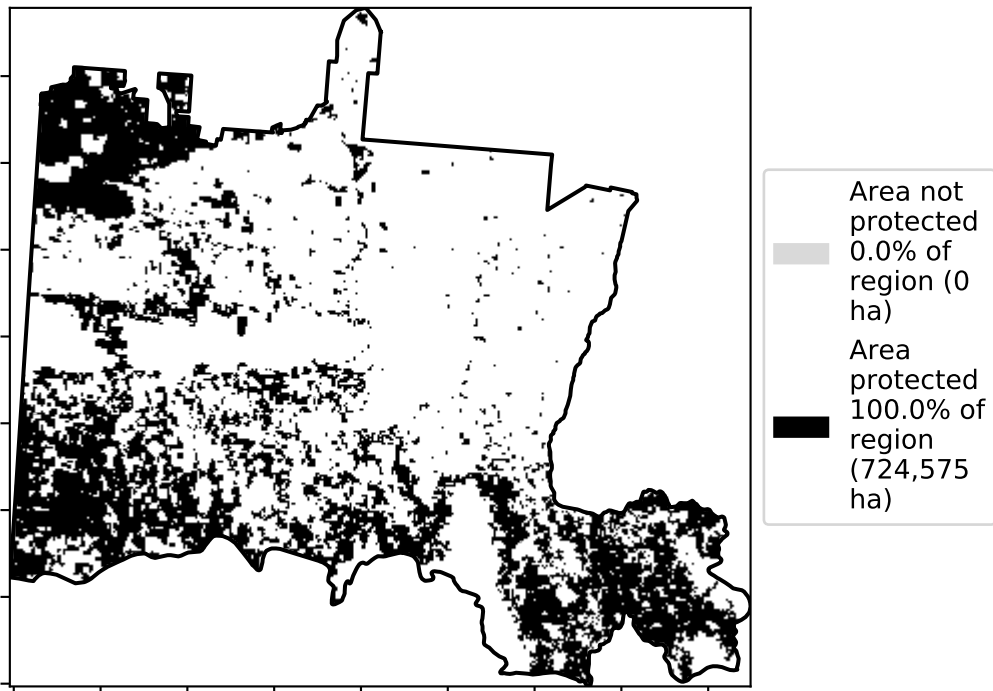 Area not
protected
0.0% of
region (0
ha)
Area
protected
100.0% of
region
(724,575
ha)